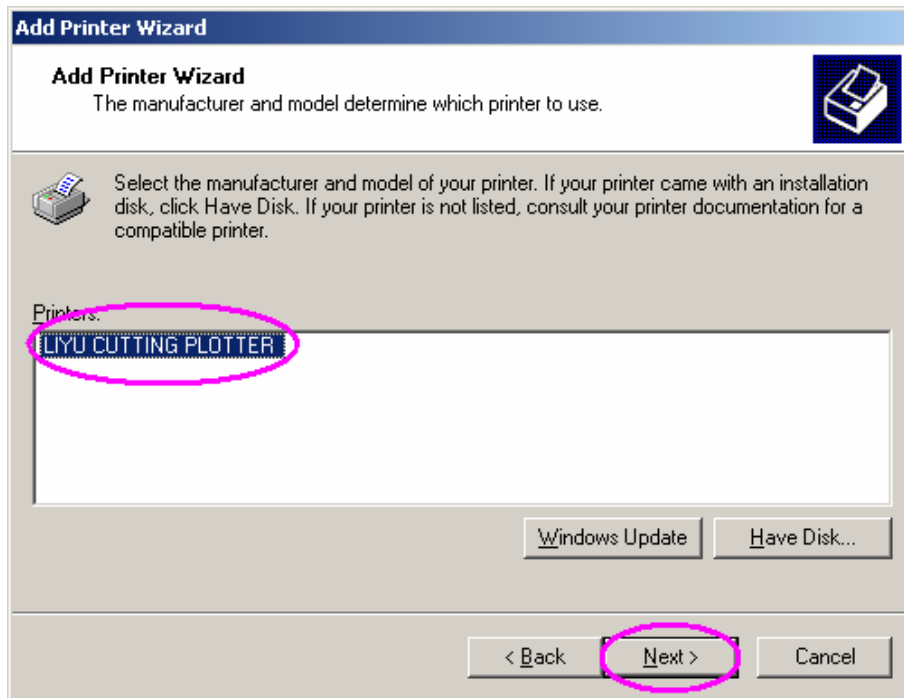 Add Printer Wizard
Add Printer Wizard
The manufacturer and model determine which printer to use.
Select the manufacturer and model of your printer. If your printer came with an installation
disk, click Have Disk. If your printer is not listed, consult your printer documentation for a
compatible printer.
Printers:
LIYU CUTTING PLOTTER
Windows Update Have Disk...
< Back Next > Cancel